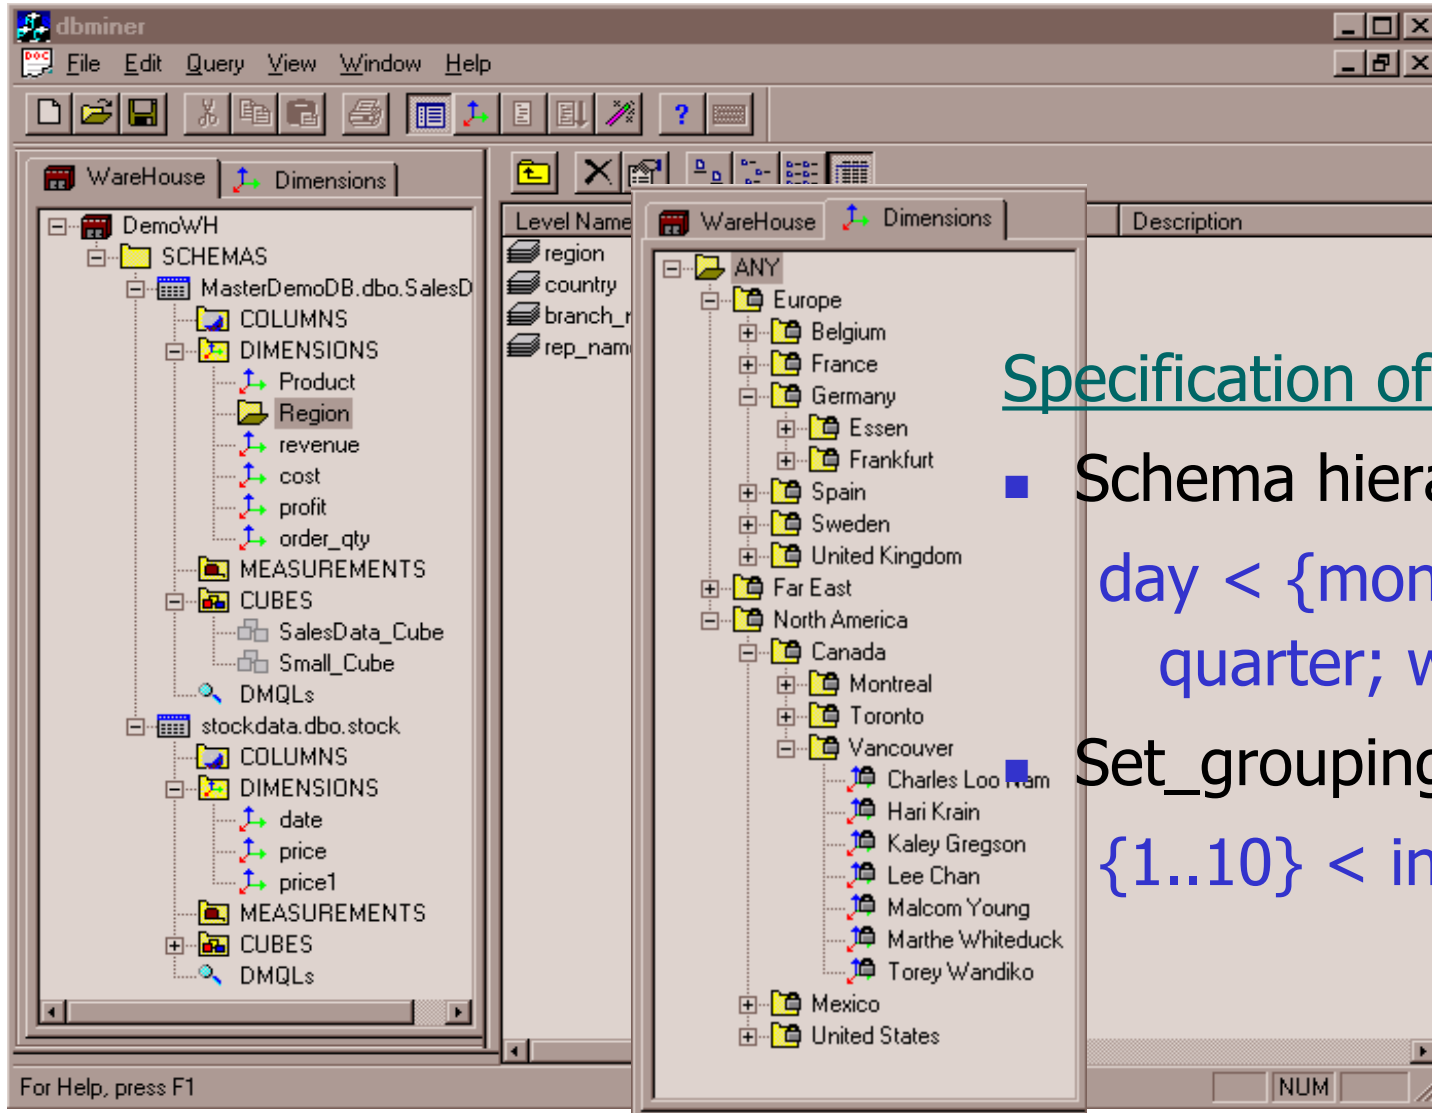 dbminer
File Edit Query View Window Help
WareHouse Dimensions
DemoWH
SCHEMAS
MasterDemoDB.dbo.SalesD
COLUMNS
DIMENSIONS
Product
Region
revenue
cost
profit
order_qty
MEASUREMENTS
CUBES
SalesData_Cube
Small_Cube
DMQLs
stockdata.dbo.stock
COLUMNS
DIMENSIONS
date
price
price1
MEASUREMENTS
CUBES
DMQLs
Level Name
Description
region
country
branch_
rep_nam
WareHouse Dimensions
ANY
Europe
Belgium
France
Germany
Essen
Frankfurt
Spain
Sweden
United Kingdom
Far East
North America
Canada
Montreal
Toronto
Vancouver
Charles Loo Nam
Hari Krain
Kaley Gregson
Lee Chan
Malcom Young
Marthe Whiteduck
Torey Wandiko
Mexico
United States
Specification of
Schema hiera
day < {mon
quarter; w
Set_grouping
{1..10} < in
For Help, press F1
NUM